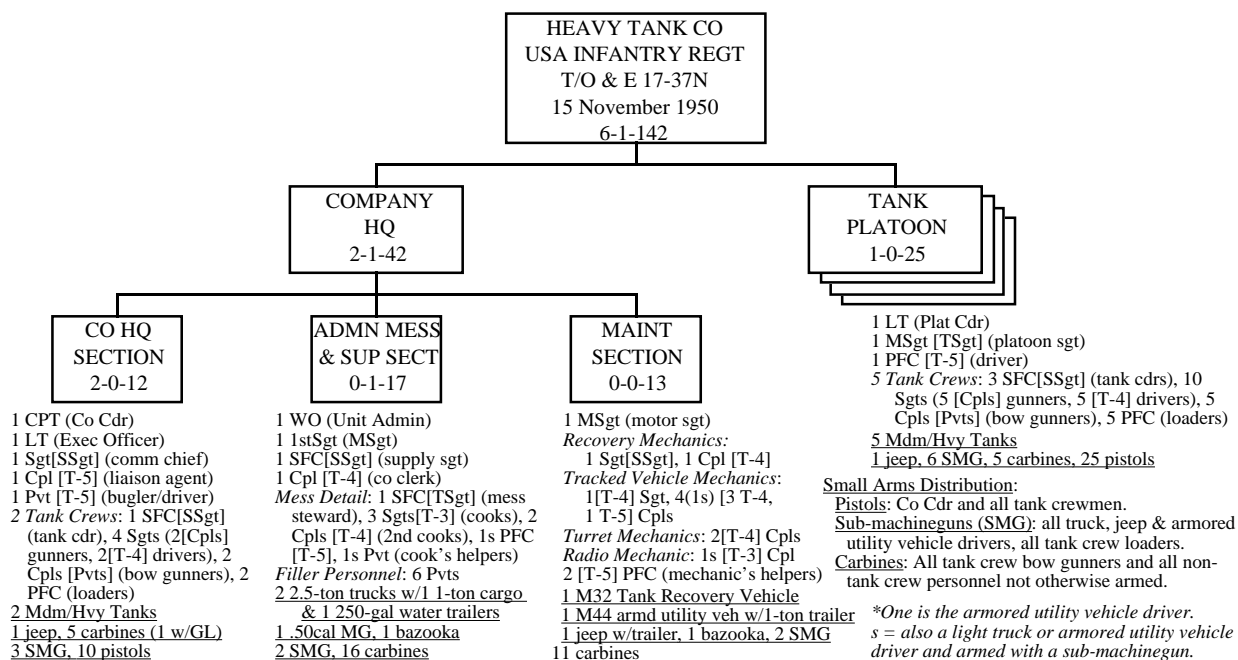 HEAVY TANK CO
USA INFANTRY REGT
T/O & E 17-37N
15 November 1950
6-1-142
COMPANY
HQ
2-1-42
TANK
PLATOON
1-0-25
CO HQ
SECTION
2-0-12
ADMN MESS
& SUP SECT
0-1-17
MAINT
SECTION
0-0-13
1 CPT (Co Cdr)
1 LT (Exec Officer)
1 Sgt[SSgt] (comm chief)
1 Cpl [T-5] (liaison agent)
1 Pvt [T-5] (bugler/driver)
2 Tank Crews: 1 SFC[SSgt]
(tank cdr), 4 Sgts (2[Cpls]
gunners, 2[T-4] drivers), 2
Cpls [Pvts] (bow gunners), 2
PFC (loaders)
2 Mdm/Hvy Tanks
1 jeep, 5 carbines (1 w/GL)
3 SMG, 10 pistols
1 WO (Unit Admin)
1 1stSgt (MSgt)
1 SFC[SSgt] (supply sgt)
1 Cpl [T-4] (co clerk)
Mess Detail: 1 SFC[TSgt] (mess
steward), 3 Sgts[T-3] (cooks), 2
Cpls [T-4] (2nd cooks), 1s PFC
[T-5], 1s Pvt (cook's helpers)
Filler Personnel: 6 Pvts
2 2.5-ton trucks w/1 1-ton cargo
& 1 250-gal water trailers
1 .50cal MG, 1 bazooka
2 SMG, 16 carbines
1 MSgt (motor sgt)
Recovery Mechanics:
1 Sgt[SSgt], 1 Cpl [T-4]
Tracked Vehicle Mechanics:
1[T-4] Sgt, 4(1s) [3 T-4,
1 T-5] Cpls
Turret Mechanics: 2[T-4] Cpls
Radio Mechanic: 1s [T-3] Cpl
2 [T-5] PFC (mechanic's helpers)
1 M32 Tank Recovery Vehicle
1 M44 armd utility veh w/1-ton trailer
1 jeep w/trailer, 1 bazooka, 2 SMG
11 carbines
1 LT (Plat Cdr)
1 MSgt [TSgt] (platoon sgt)
1 PFC [T-5] (driver)
5 Tank Crews: 3 SFC[SSgt] (tank cdrs), 10
Sgts (5 [Cpls] gunners, 5 [T-4] drivers), 5
Cpls [Pvts] (bow gunners), 5 PFC (loaders)
5 Mdm/Hvy Tanks
1 jeep, 6 SMG, 5 carbines, 25 pistols
Small Arms Distribution:
Pistols: Co Cdr and all tank crewmen.
Sub-machineguns (SMG): all truck, jeep & armored
utility vehicle drivers, all tank crew loaders.
Carbines: All tank crew bow gunners and all non-
tank crew personnel not otherwise armed.
*One is the armored utility vehicle driver.
s = also a light truck or armored utility vehicle
driver and armed with a sub-machinegun.